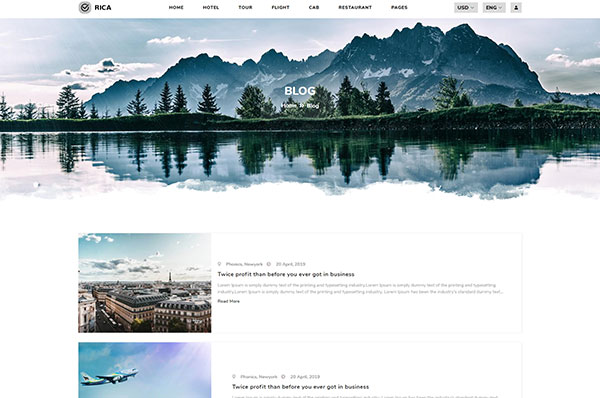 RICA
HOME HOTEL TOUR FLIGHT CAB RESTAURANT PAGES
USD ENG
BLOG
Home Blog
Phonics, Newyork 20 April, 2019
Twice profit than before you ever got in business
Lorem Ipsum is simply dummy text of the printing and typesetting industry. Lorem Ipsum is simply dummy text of the printing and typesetting
industry.Lorem Ipsum is simply dummy text of the printing and typesetting industry. Lorem Ipsum has been the industry's standard dummy text...
Read More
Phonics, Newyork 20 April, 2019
Twice profit than before you ever got in business